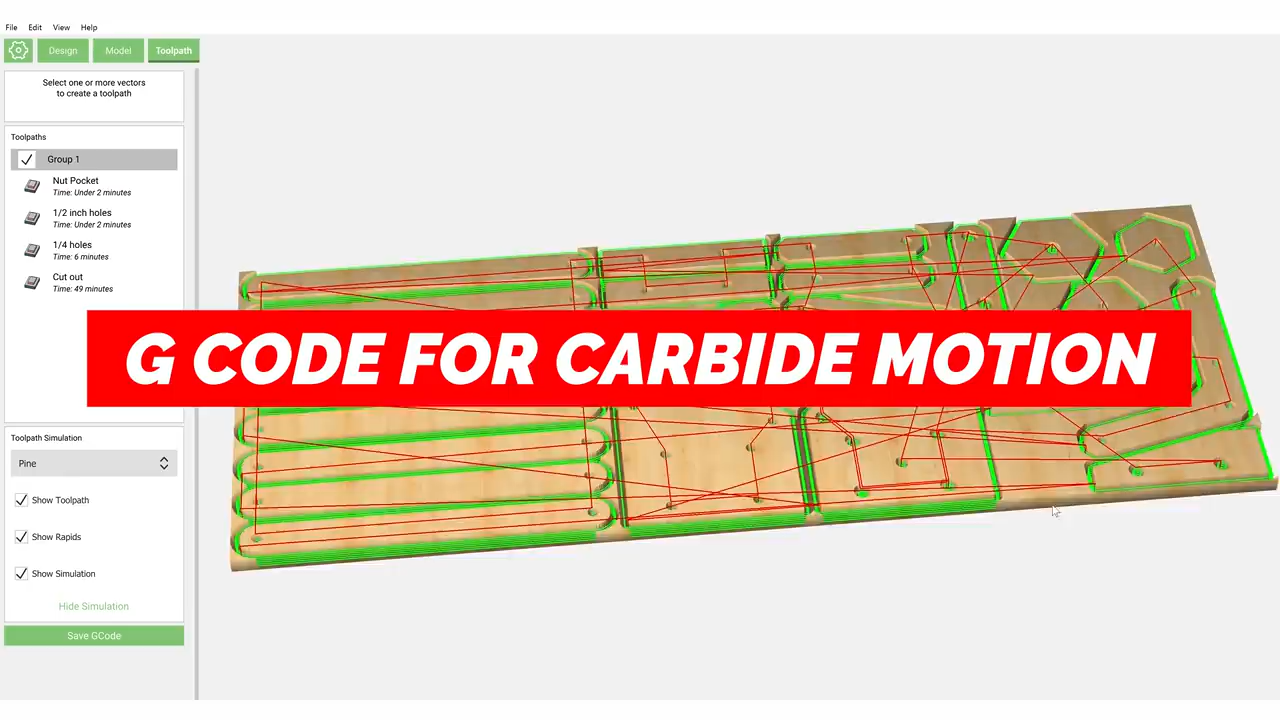 File Edit View Help
Design Model Toolpath
Select one or more vectors
to create a toolpath
Toolpaths
Group 1
Nut Pocket
Time: Under 2 minutes
1/2 inch holes
Time: Under 2 minutes
1/4 holes
Time: 6 minutes
Cut out
Time: 49 minutes
G CODE FOR CARBIDE MOTION
Toolpath Simulation
Pine
Show Toolpath
Show Rapids
Show Simulation
Hide Simulation
Save GCode